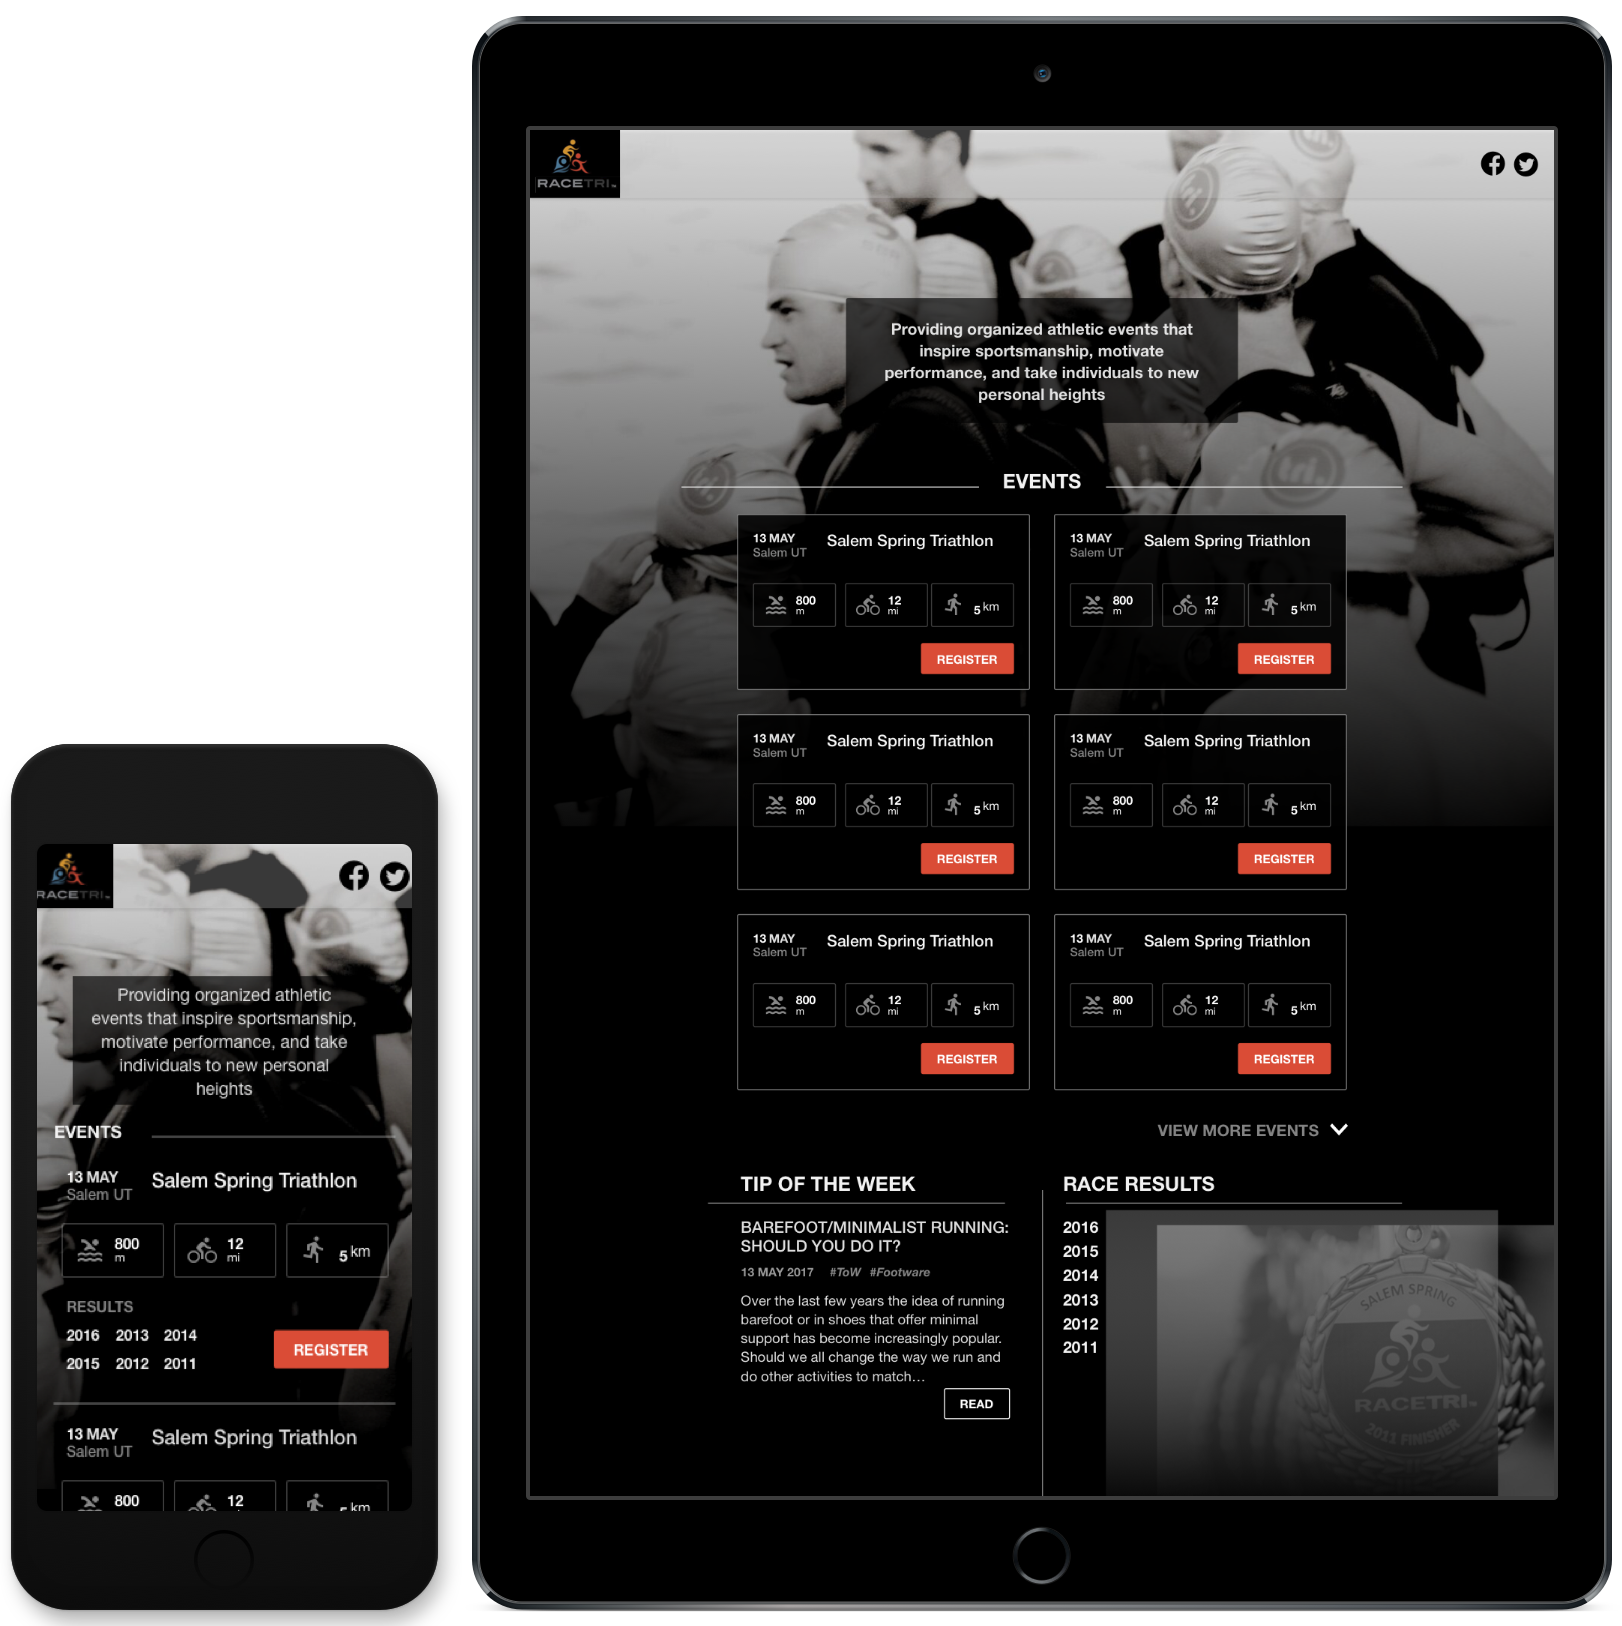 RACETRI
Providing organized athletic
events that inspire sportsmanship,
motivate performance, and take
individuals to new personal
heights
EVENTS
13 MAY
Salem UT
Salem Spring Triathlon
800
m
12
mi
5 km
RESULTS
2016 2013 2014
2015 2012 2011
REGISTER
13 MAY
Salem UT
Salem Spring Triathlon
800
12
km
RACETRI
tri.
Providing organized athletic events that
inspire sportsmanship, motivate
performance, and take individuals to new
personal heights
EVENTS
13 MAY
Salem UT
Salem Spring Triathlon
800
m
12
mi
5 km
REGISTER
13 MAY
Salem UT
Salem Spring Triathlon
800
m
12
mi
5 km
REGISTER
13 MAY
Salem UT
Salem Spring Triathlon
800
m
12
mi
5 km
REGISTER
13 MAY
Salem UT
Salem Spring Triathlon
800
m
12
mi
5 km
REGISTER
13 MAY
Salem UT
Salem Spring Triathlon
800
m
12
mi
5 km
REGISTER
13 MAY
Salem UT
Salem Spring Triathlon
800
m
12
mi
5 km
REGISTER
VIEW MORE EVENTS
TIP OF THE WEEK
BAREFOOT/MINIMALIST RUNNING:
SHOULD YOU DO IT?
13 MAY 2017 #ToW #Footware
Over the last few years the idea of running
barefoot or in shoes that offer minimal
support has become increasingly popular.
Should we all change the way we run and
do other activities to match...
READ
RACE RESULTS
2016
2015
2014
2013
2012
2011
SALEM SPRING
RACETRI
2011 FINISHER